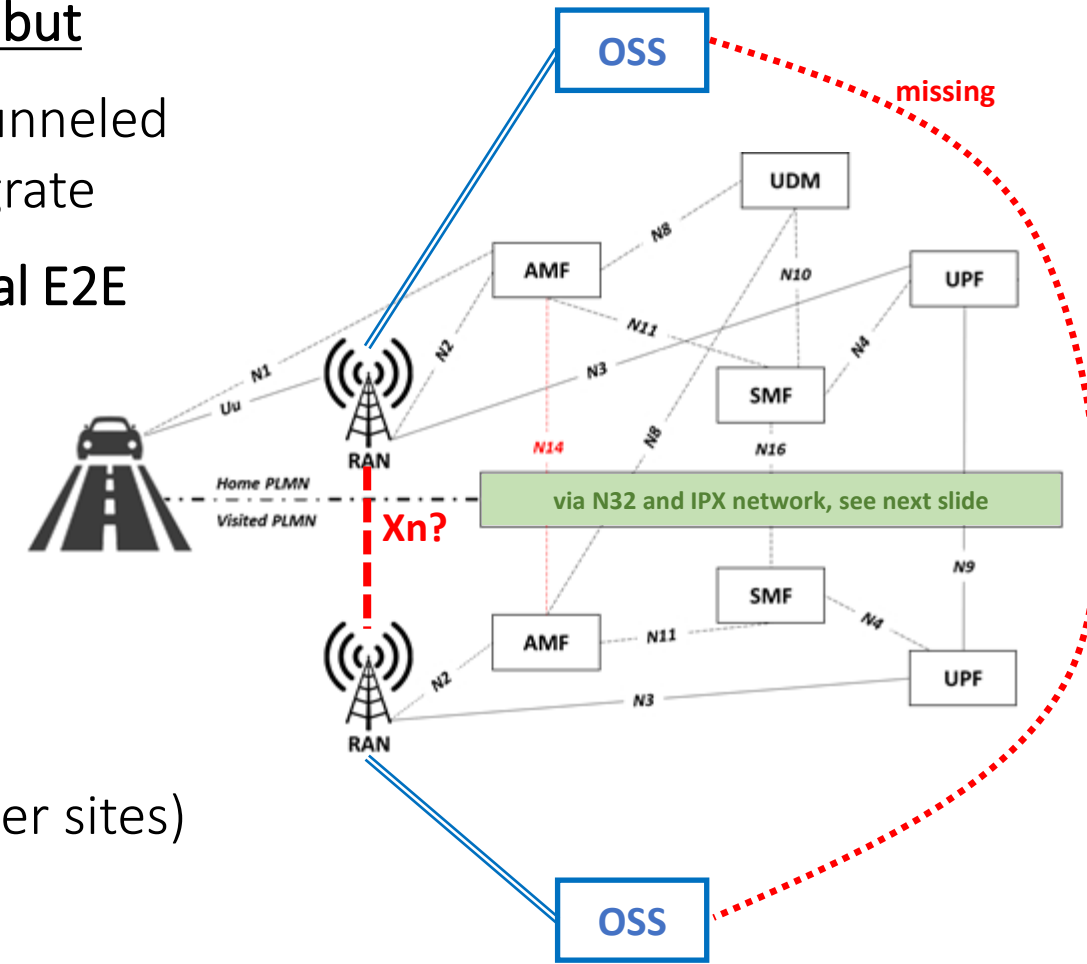 but
unneled
grate
al E2E
er sites)
OSS
missing
UDM
N8
AMF
N10
UPF
N11
N1
N2
N3
N4
Uu
SMF
RAN
N14
N8
N16
Home PLMN
via N32 and IPX network, see next slide
Visited PLMN
Xn?
N9
SMF
N4
AMF
N11
N2
UPF
N3
RAN
OSS